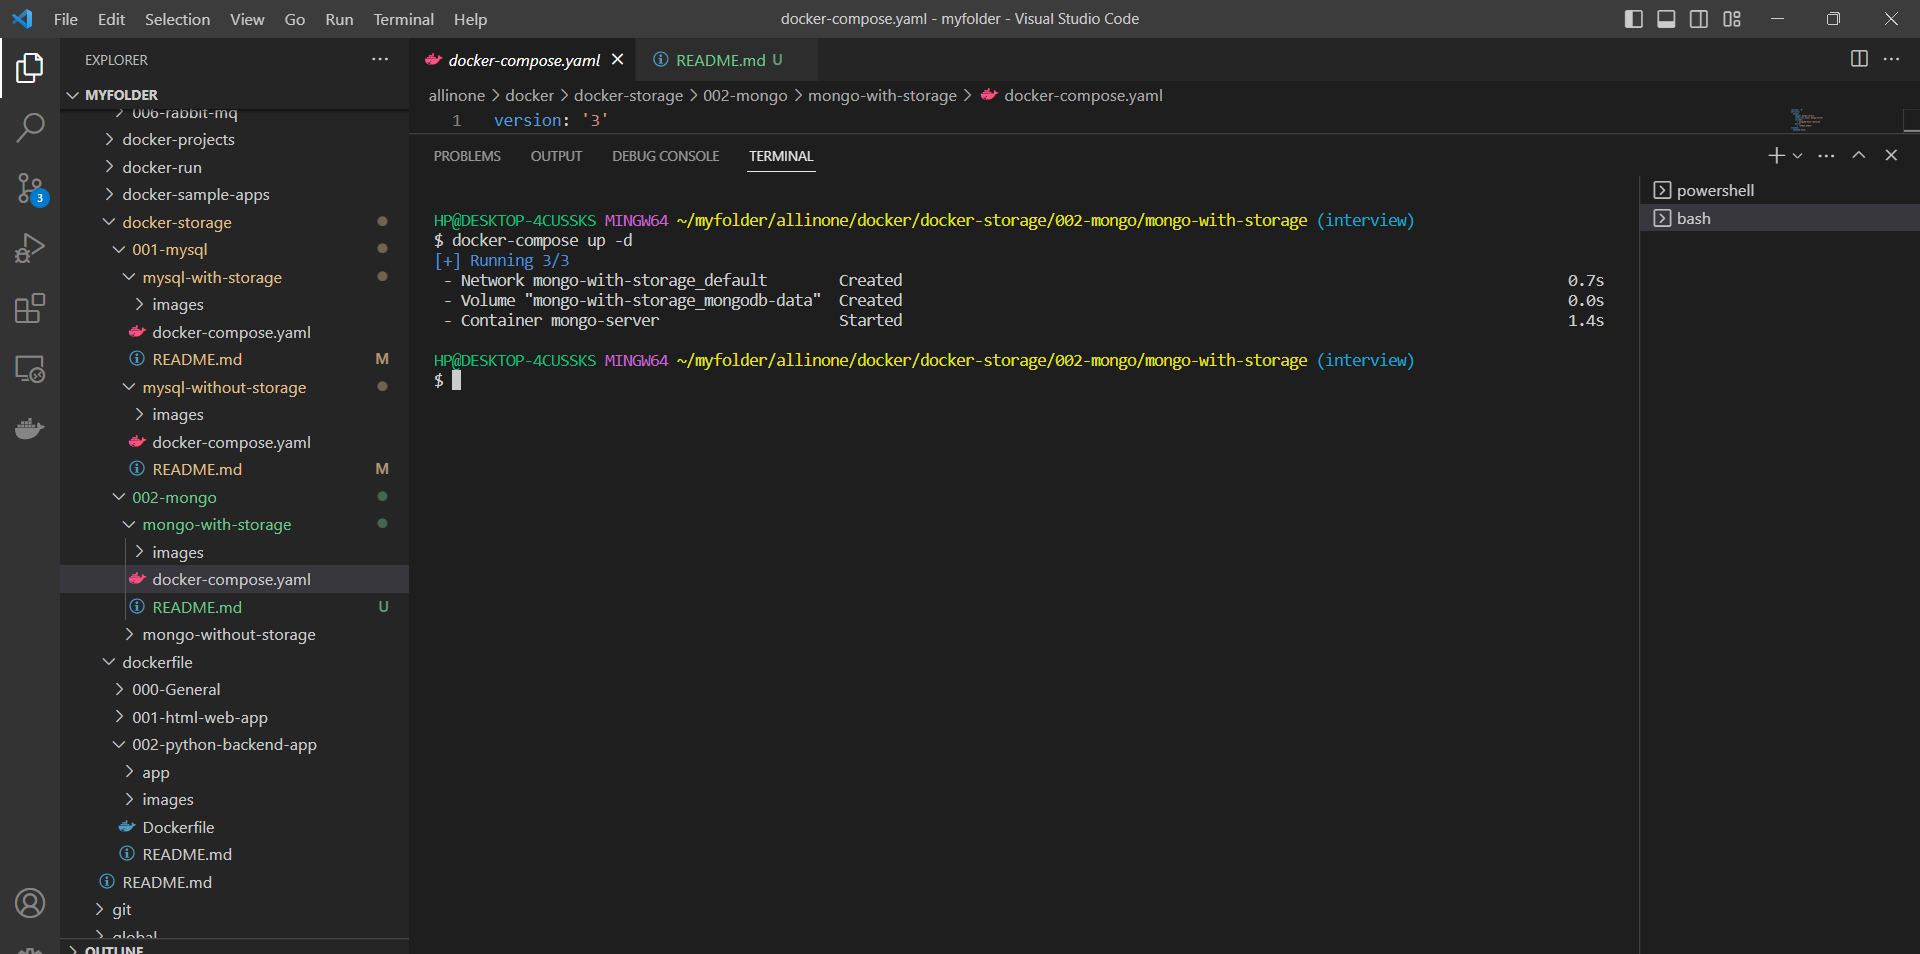 File Edit Selection View Go Run Terminal Help
docker-compose.yaml - myfolder - Visual Studio Code
EXPLORER
MYFOLDER
006-rabbit-mq
docker-projects
docker-run
docker-sample-apps
docker-storage
001-mysql
mysql-with-storage
images
docker-compose.yaml
README.md M
mysql-without-storage
images
docker-compose.yaml
README.md M
002-mongo
mongo-with-storage
images
docker-compose.yaml
README.md U
mongo-without-storage
dockerfile
000-General
001-html-web-app
002-python-backend-app
app
images
Dockerfile
README.md
README.md
git
global
OUTLINE
3
docker-compose.yaml
README.md U
allinone > docker > docker-storage > 002-mongo > mongo-with-storage > docker-compose.yaml
1 version: '3'
PROBLEMS OUTPUT DEBUG CONSOLE TERMINAL
HP@DESKTOP-4CUSSKS MINGW64 ~/myfolder/allinone/docker/docker-storage/002-mongo/mongo-with-storage (interview)
$ docker-compose up -d
[+] Running 3/3
- Network mongo-with-storage_default Created 0.7s
- Volume "mongo-with-storage_mongodb-data" Created 0.0s
- Container mongo-server Started 1.4s
HP@DESKTOP-4CUSSKS MINGW64 ~/myfolder/allinone/docker/docker-storage/002-mongo/mongo-with-storage (interview)
$
powershell
bash